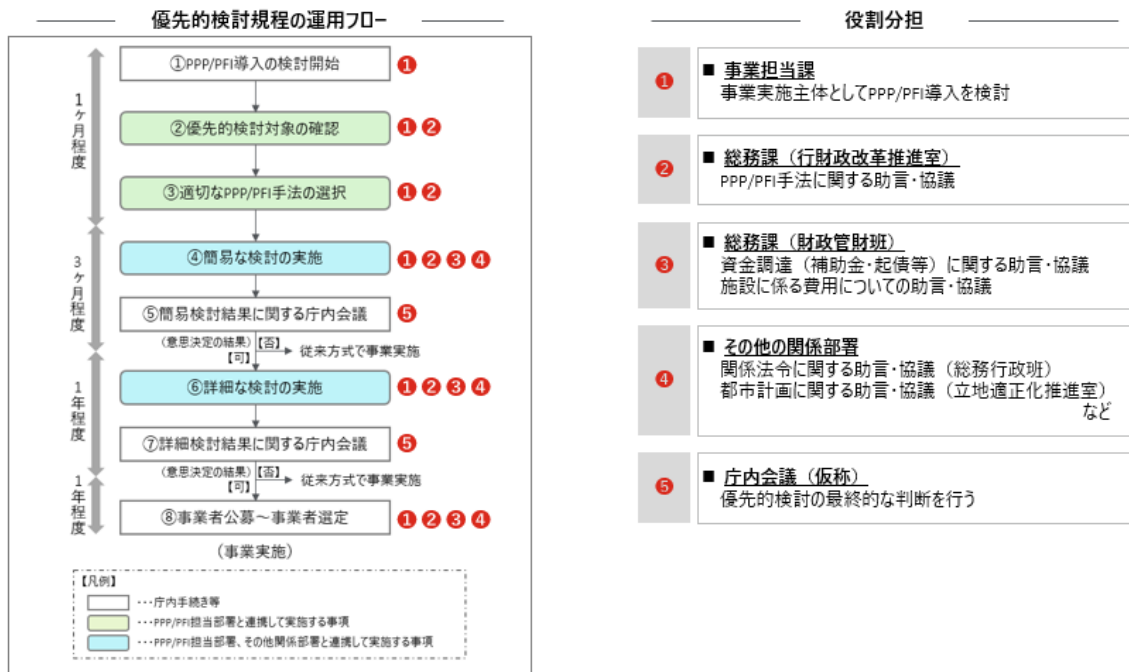 優先的検討規程の運用フロー
1ヶ月程度
①PPP/PFI導入の検討開始
❶
②優先的検討対象の確認
❶ ❷
③適切なPPP/PFI手法の選択
❶ ❷
3ヶ月程度
④簡易な検討の実施
❶ ❷ ❸ ❹
⑤簡易検討結果に関する庁内会議
❺
(意思決定の結果)【否】
【可】
従来方式で事業実施
1年程度
⑥詳細な検討の実施
❶ ❷ ❸ ❹
⑦詳細検討結果に関する庁内会議
❺
(意思決定の結果)【否】
【可】
従来方式で事業実施
1年程度
⑧事業者公募~事業者選定
❶ ❷ ❸ ❹
(事業実施)
【凡例】
・・・庁内手続き等
・・・PPP/PFI担当部署と連携して実施する事項
・・・PPP/PFI担当部署、その他関係部署と連携して実施する事項
役割分担
❶
■ 事業担当課
事業実施主体としてPPP/PFI導入を検討
❷
■ 総務課(行財政改革推進室)
PPP/PFI手法に関する助言・協議
❸
■ 総務課(財政管財班)
資金調達(補助金・起債等)に関する助言・協議
施設に係る費用についての助言・協議
❹
■ その他の関係部署
関係法令に関する助言・協議(総務行政班)
都市計画に関する助言・協議(立地適正化推進室)
など
❺
■ 庁内会議(仮称)
優先的検討の最終的な判断を行う